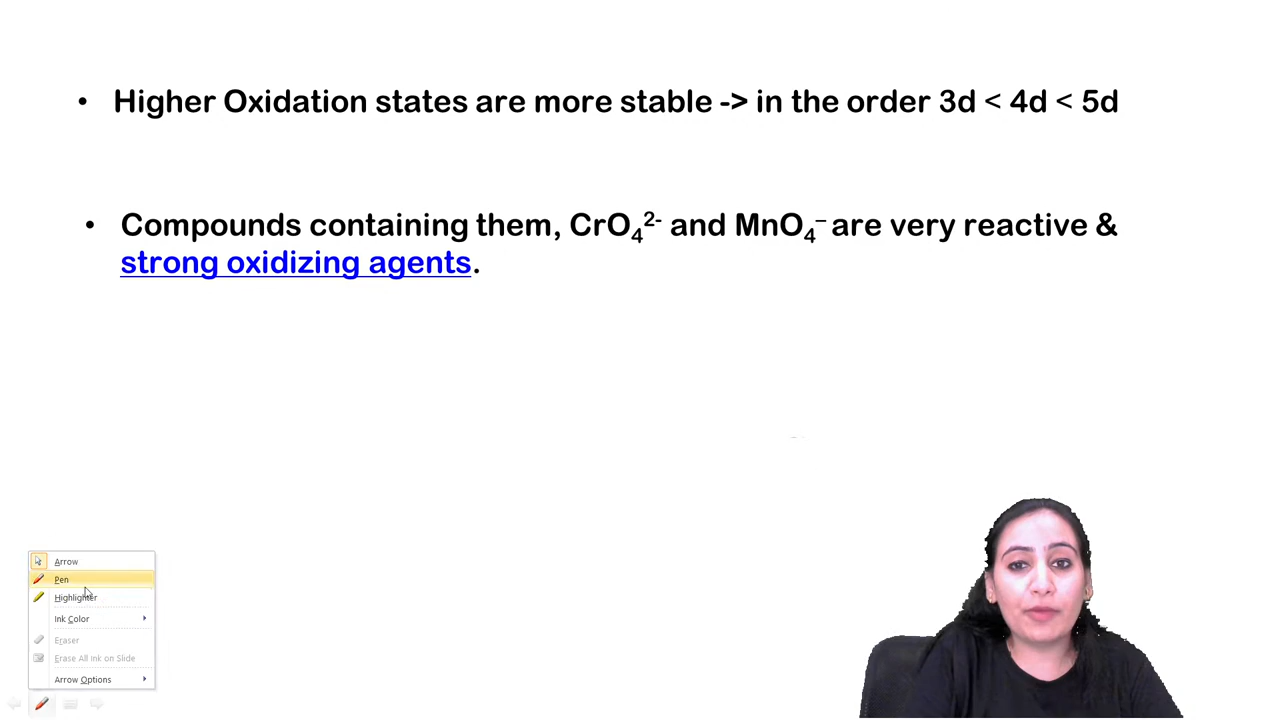 • Higher Oxidation states are more stable -> in the order 3d < 4d < 5d
• Compounds containing them, CrO₄²⁻ and MnO₄⁻ are very reactive &
strong oxidizing agents.
Arrow
Pen
Highlighter
Ink Color
Eraser
Erase All Ink on Slide
Arrow Options